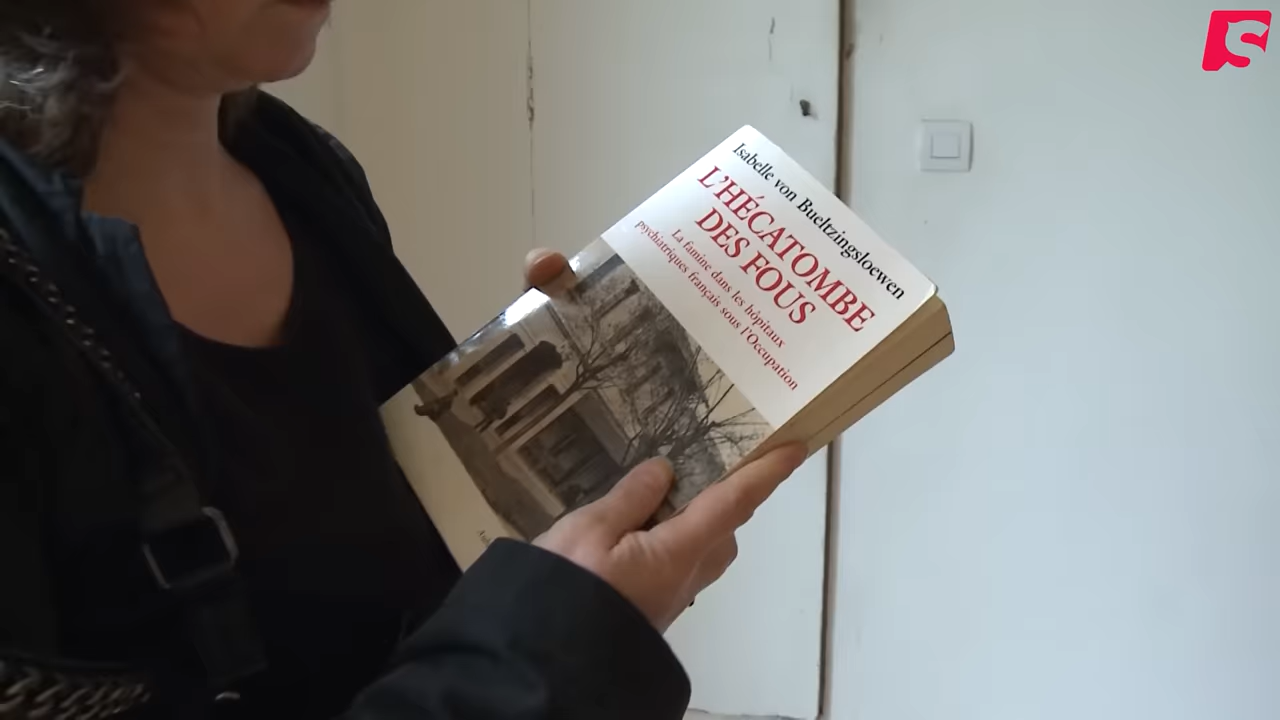 Isabelle von Bueltzingsloewen
L'HÉCATOMBE
DES FOUS
La famine dans les hôpitaux
psychiatriques français sous l'Occupation